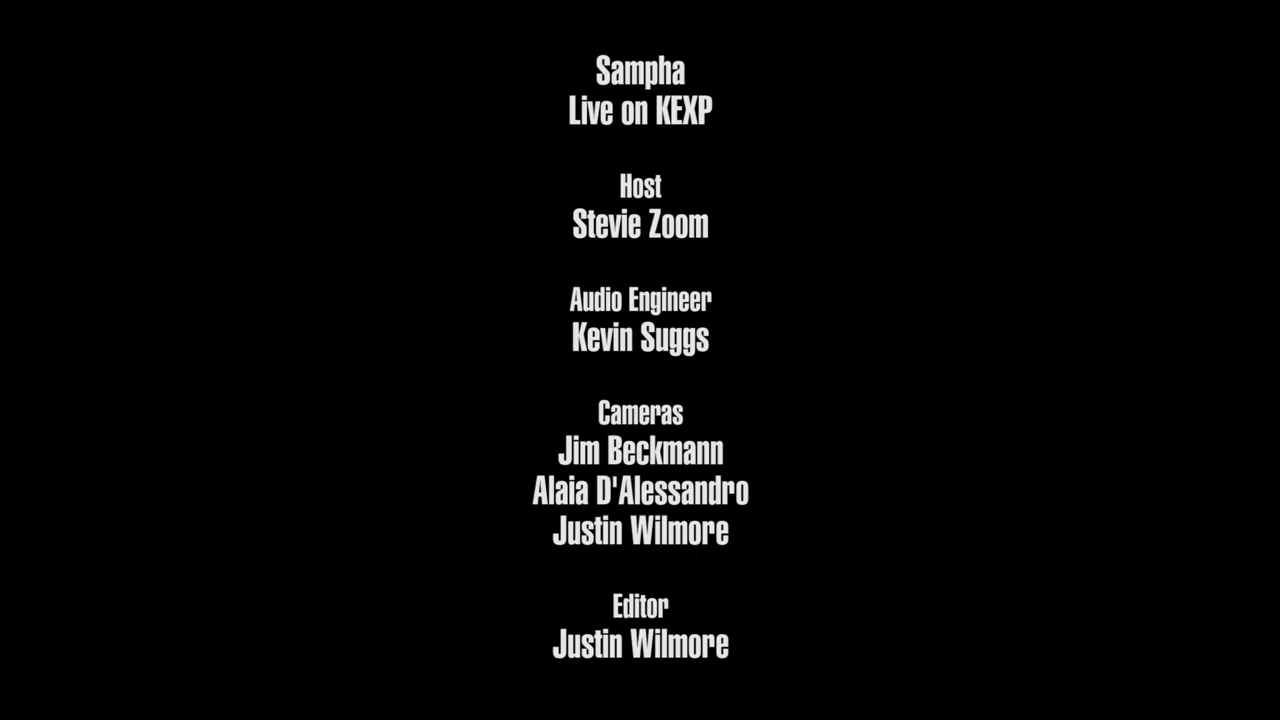 Sampha
Live on KEXP
Host
Stevie Zoom
Audio Engineer
Kevin Suggs
Cameras
Jim Beckmann
Alaia D'Alessandro
Justin Wilmore
Editor
Justin Wilmore